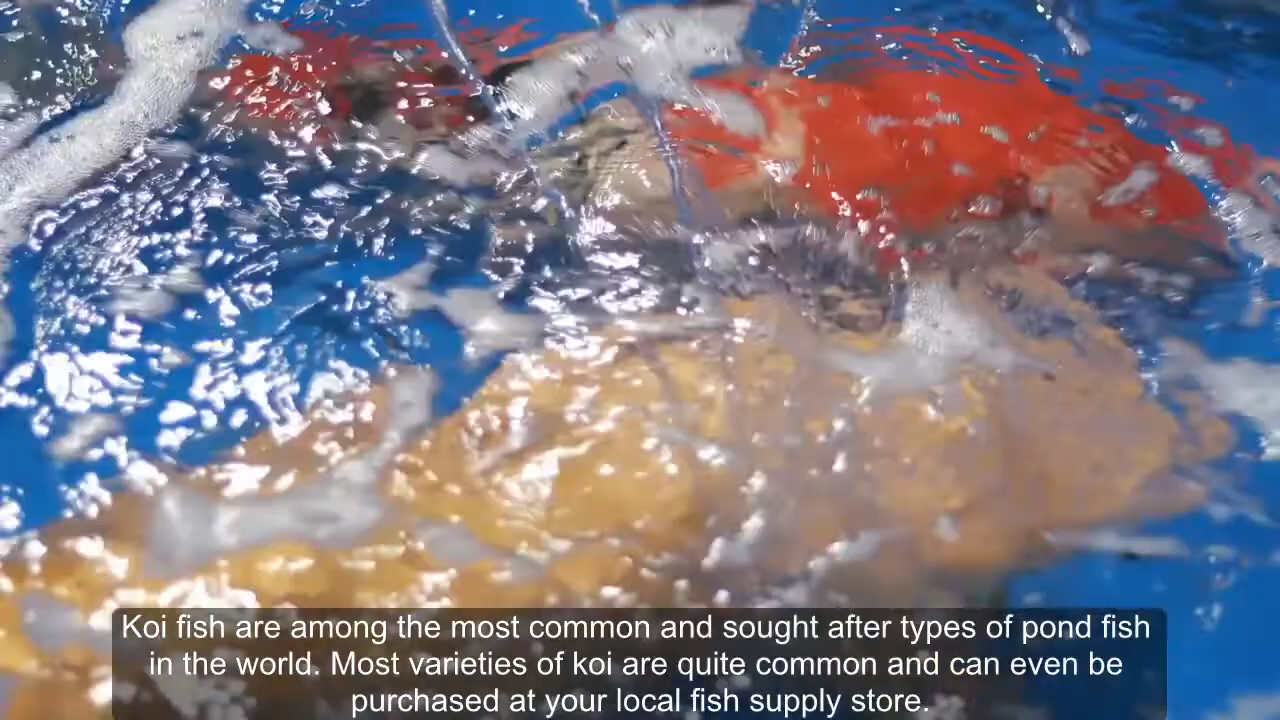 Koi fish are among the most common and sought after types of pond fish
in the world. Most varieties of koi are quite common and can even be
purchased at your local fish supply store.